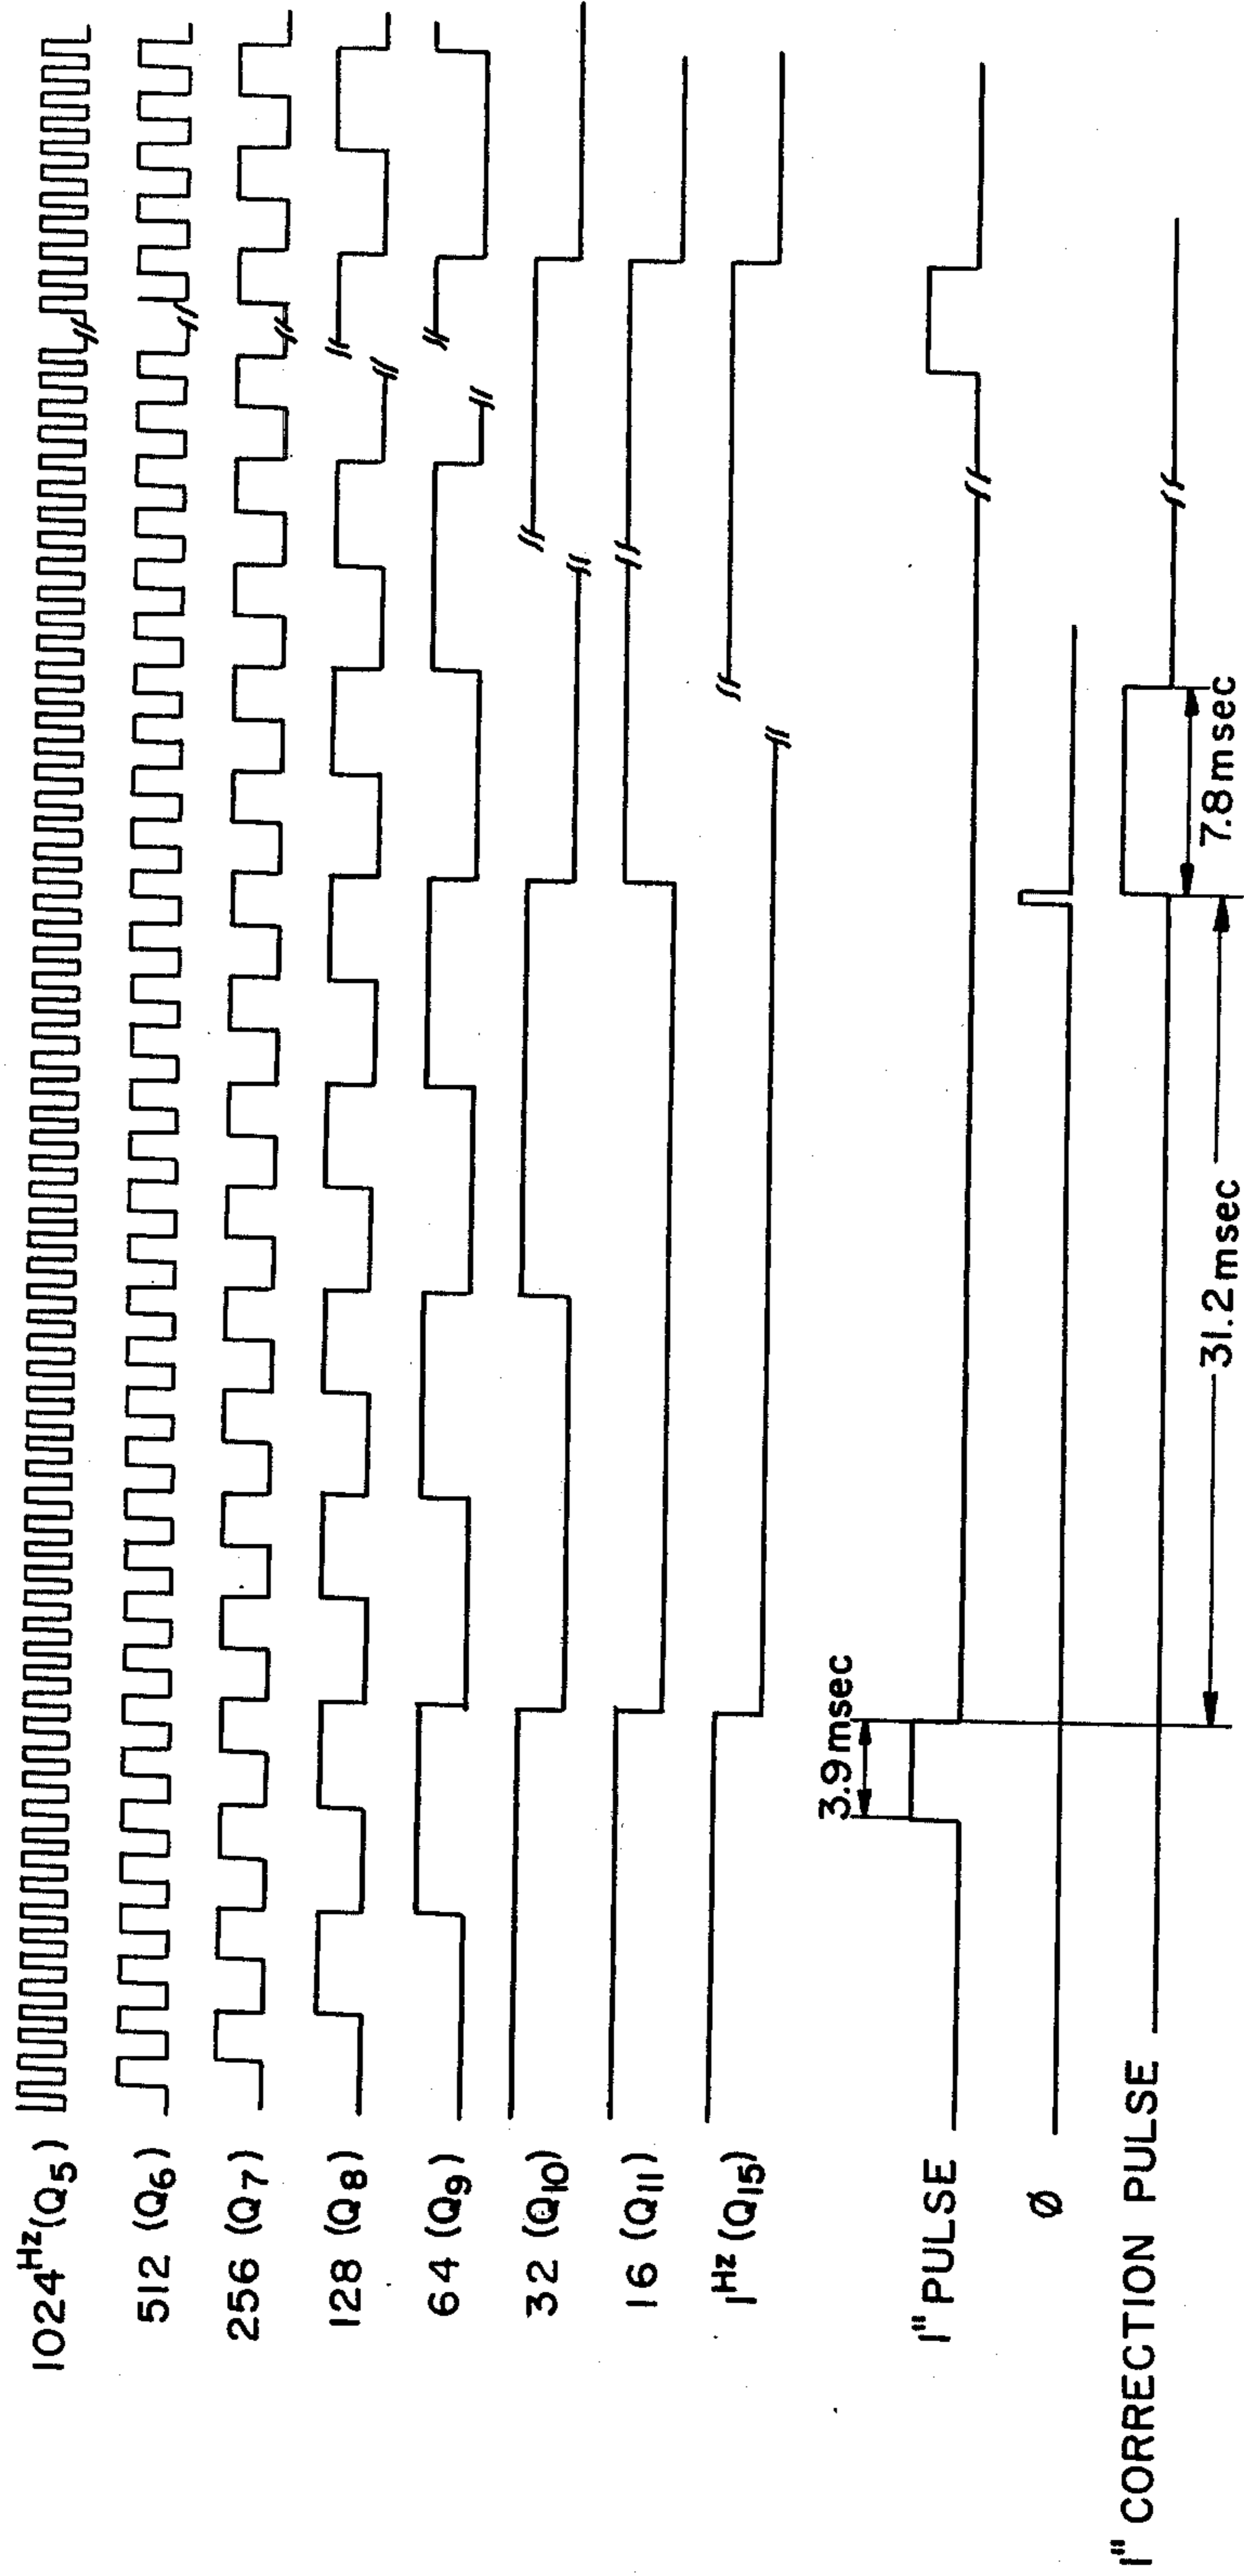 1024Hz(Q5)
512 (Q6)
256 (Q7)
128 (Q8)
64 (Q9)
32 (Q10)
16 (Q11)
1Hz (Q15)
1" PULSE
3.9msec
Ø
1" CORRECTION PULSE
31.2msec
7.8msec